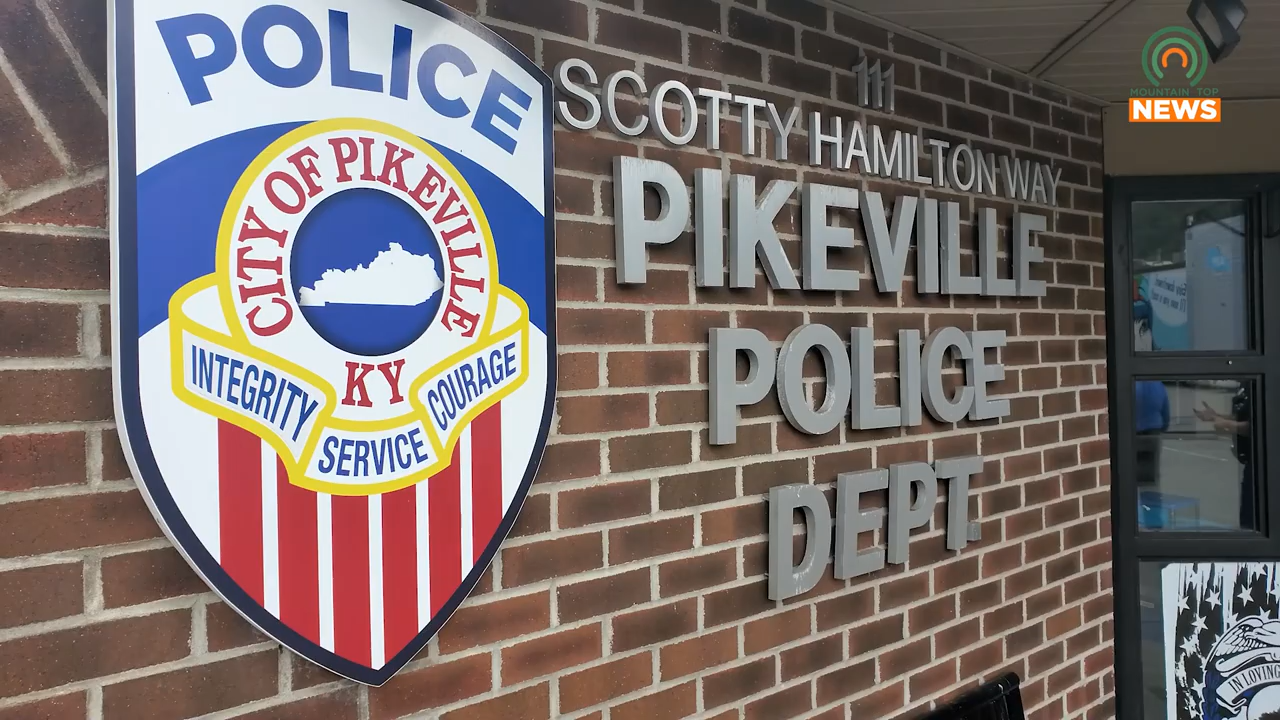 POLICE
CITY OF PIKEVILLE
KY
INTEGRITY
SERVICE
COURAGE
111
SCOTTY HAMILTON WAY
PIKEVILLE
POLICE
DEPT.
MOUNTAIN TOP
NEWS
IN LOVING